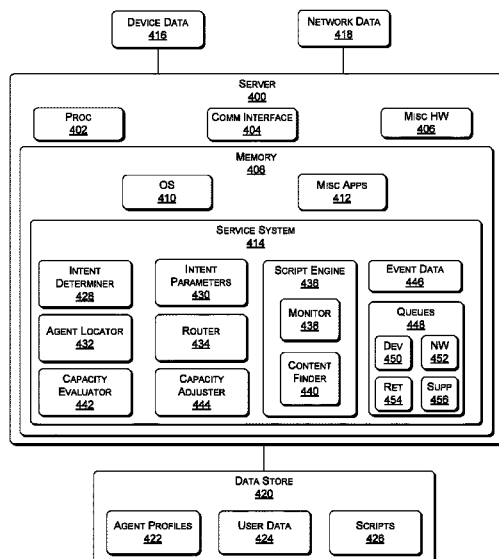 DEVICE DATA
416
NETWORK DATA
418
SERVER
400
PROC
402
COMM INTERFACE
404
MISC HW
406
MEMORY
408
OS
410
MISC APPS
412
SERVICE SYSTEM
414
INTENT
DETERMINER
428
INTENT
PARAMETERS
430
SCRIPT ENGINE
436
EVENT DATA
446
AGENT LOCATOR
432
ROUTER
434
MONITOR
438
QUEUES
448
DEV
450
NW
452
CAPACITY
EVALUATOR
442
CAPACITY
ADJUSTER
444
CONTENT
FINDER
440
RET
454
SUPP
456
DATA STORE
420
AGENT PROFILES
422
USER DATA
424
SCRIPTS
426